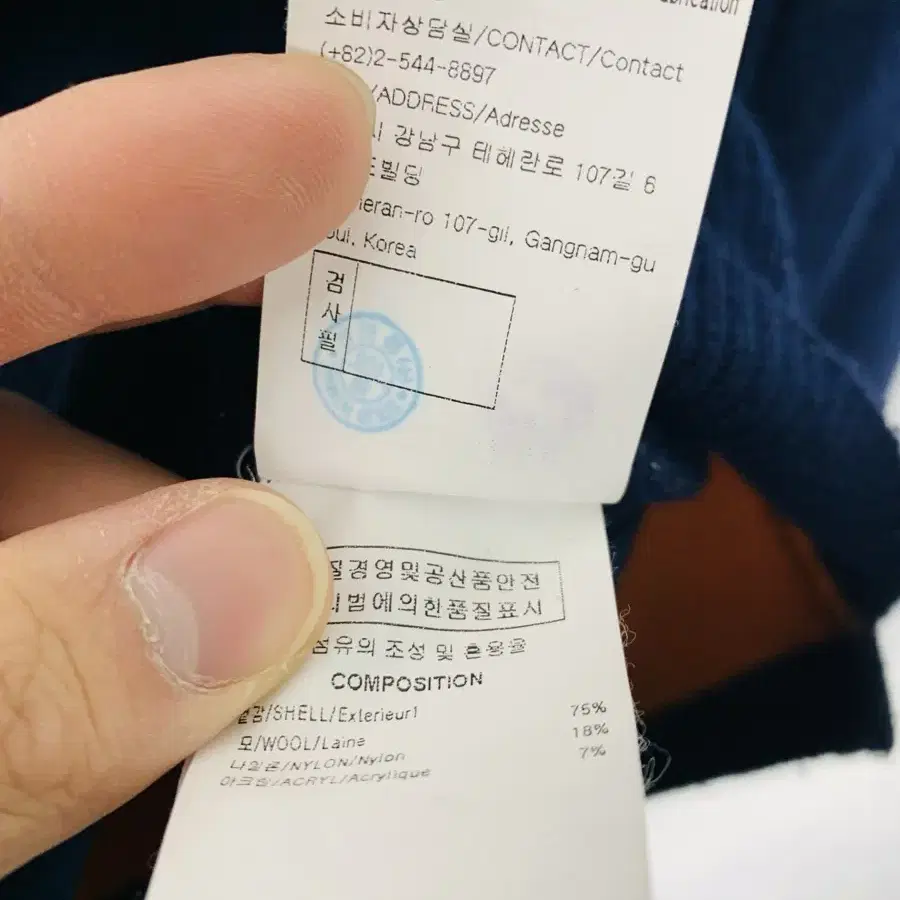 소비자상담실/CONTACT/Contact
(+82)2-544-8897
/ADDRESS/Adresse
강남구 테헤란로 107길 6
빌딩
heran-ro 107-gil, Gangnam-gu
oul, Korea
검
사
필
질경영및공산품안전
법에의한품질표시
섬유의 조성 및 혼용율
COMPOSITION
겉감/SHELL/Exterieur1
모/WOOL/Laine 75%
나일론/NYLON/Nylon 18%
아크릴/ACRYL/Acrylique 7%